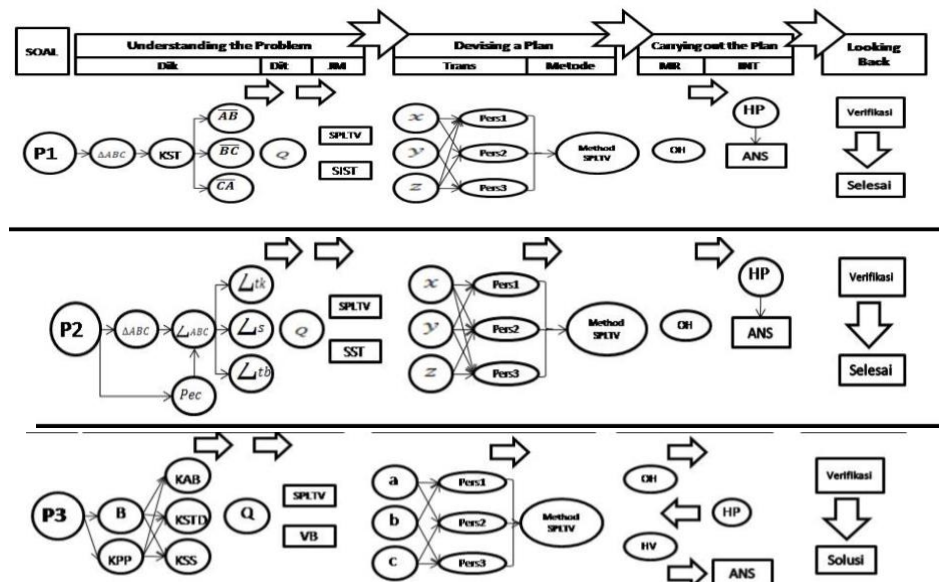 SOAL
Understanding the Problem
Devising a Plan
Carrying out the Plan
Looking Back
Dik
Dit
JM
Trans
Metode
MR
INT
P1
ΔABC
KST
AB
BC
CA
Q
SPLTV
SIST
x
y
z
Pers1
Pers2
Pers3
Method SPLTV
OH
HP
ANS
Verifikasi
Selesai
P2
ΔABC
∠ABC
Pec
∠tk
∠s
∠tb
Q
SPLTV
SST
x
y
z
Pers1
Pers2
Pers3
Method SPLTV
OH
HP
ANS
Verifikasi
Selesai
P3
B
KPP
KAB
KSTD
KSS
Q
SPLTV
VB
a
b
c
Pers1
Pers2
Pers3
Method SPLTV
OH
HP
HV
ANS
Verifikasi
Solusi